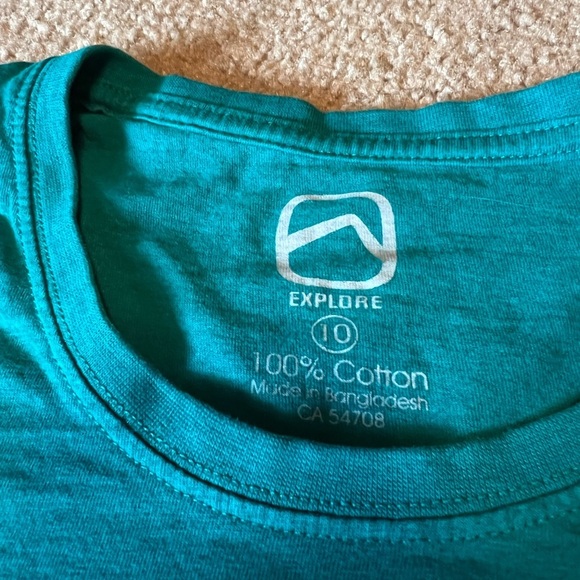 EXPLORE
10
100% Cotton
Made in Bangladesh
CA 54708